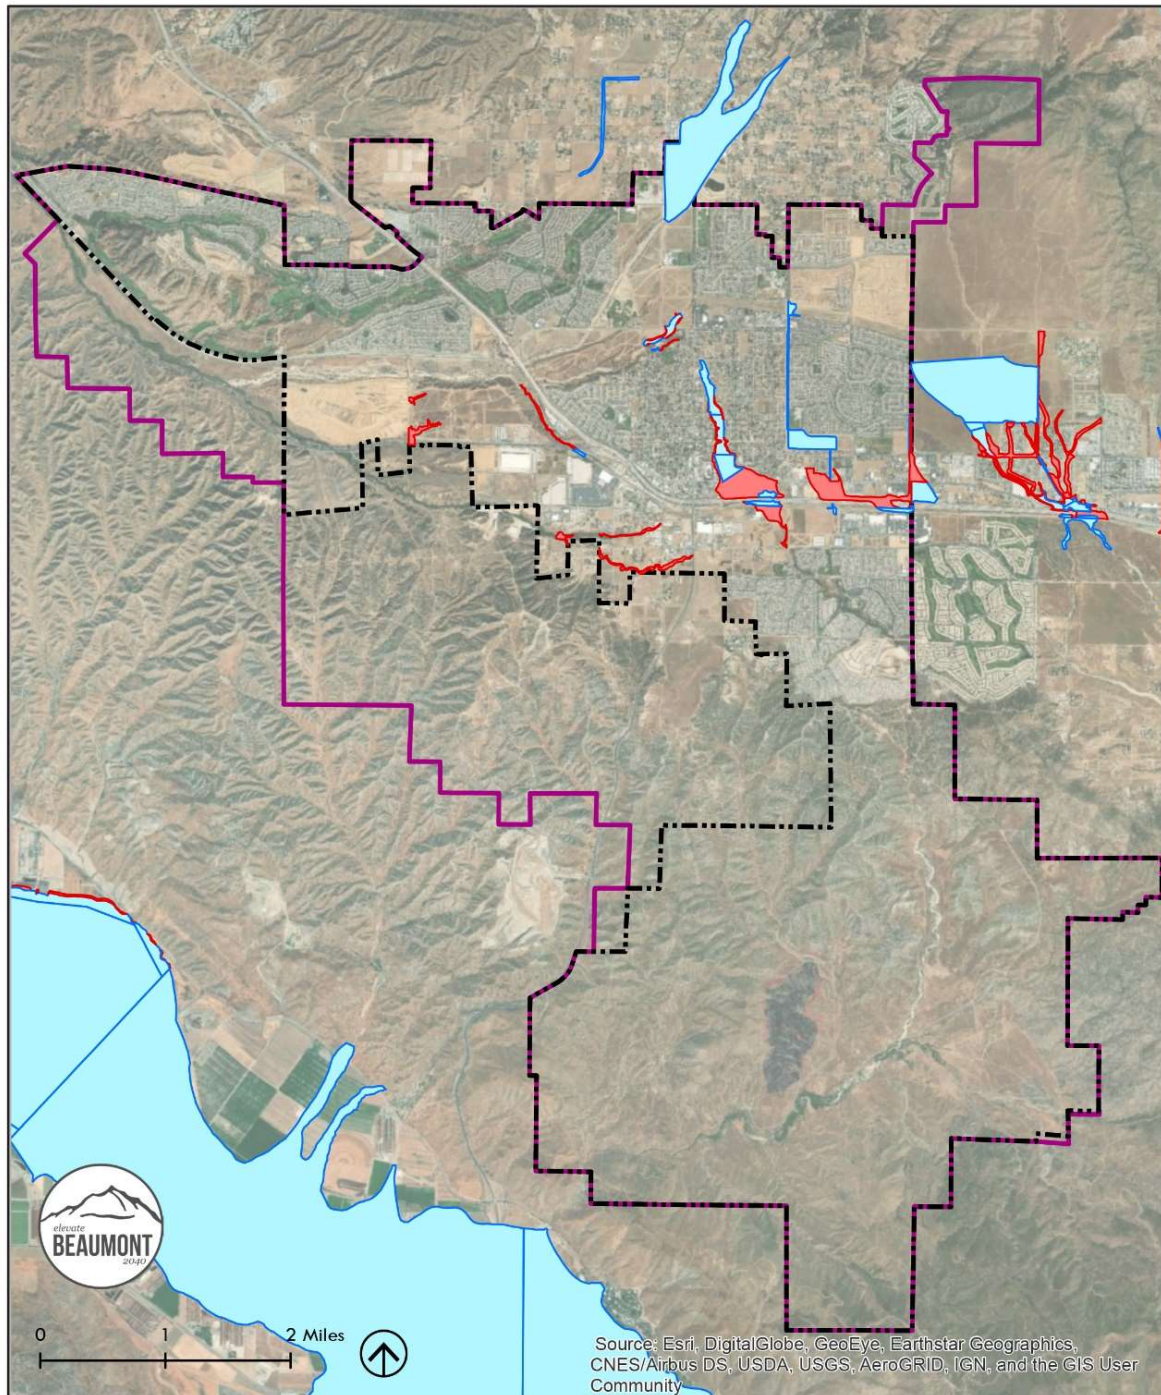 elevate
BEAUMONT
2040
0 1 2 Miles
Source: Esri, DigitalGlobe, GeoEye, Earthstar Geographics,
CNES/Airbus DS, USDA, USGS, AeroGRID, IGN, and the GIS User
Community